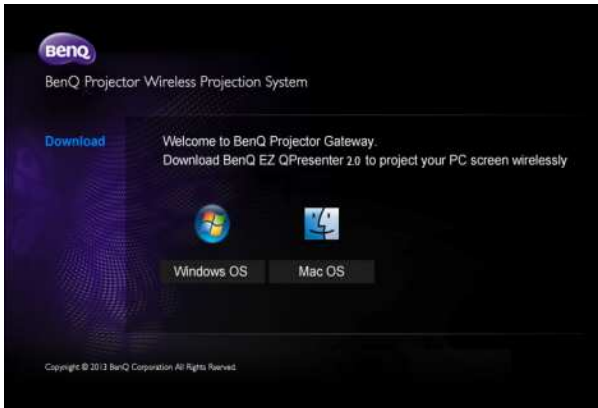 BenQ
BenQ Projector Wireless Projection System
Download
Welcome to BenQ Projector Gateway.
Download BenQ EZ QPresenter 2.0 to project your PC screen wirelessly
Windows OS
Mac OS
Copyright © 2013 BenQ Corporation All Rights Rserved.